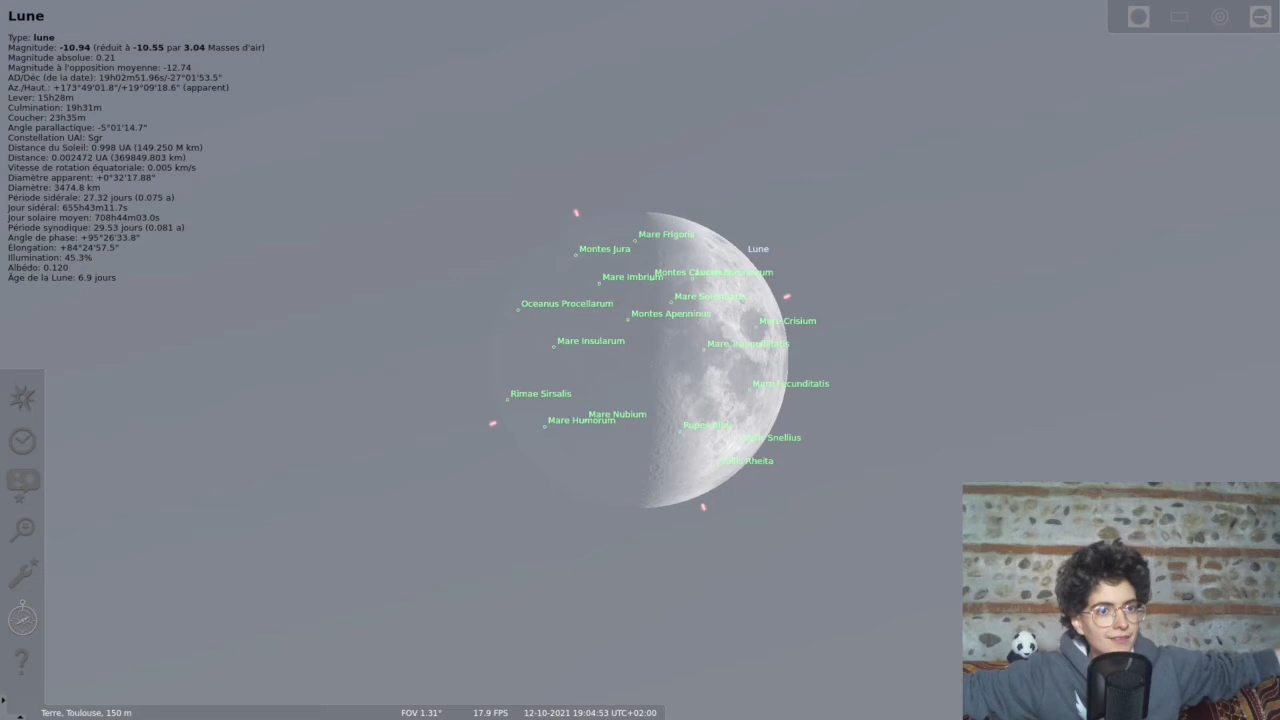 Lune
Type: lune
Magnitude: -10.94 (réduit à -10.55 par 3.04 Masses d'air)
Magnitude absolue: 0.21
Magnitude à l'opposition moyenne: -12.74
AD/Déc (de la date): 19h02m51.96s/-27°01'53.5"
Az./Haut.: +173°49'01.8"/+19°09'18.6" (apparent)
Lever: 15h28m
Culmination: 19h31m
Coucher: 23h35m
Angle parallactique: -5°01'14.7"
Constellation UAI: Sgr
Distance du Soleil: 0.998 UA (149.250 M km)
Distance: 0.002472 UA (369849.803 km)
Vitesse de rotation équatoriale: 0.005 km/s
Diamètre apparent: +0°32'17.88"
Diamètre: 3474.8 km
Période sidérale: 27.32 jours (0.075 a)
Jour sidéral: 655h43m11.7s
Jour solaire moyen: 708h44m03.0s
Période synodique: 29.53 jours (0.081 a)
Angle de phase: +95°26'33.8"
Élongation: +84°24'57.5"
Illumination: 45.3%
Albédo: 0.120
Âge de la Lune: 6.9 jours
Mare Frigoris
Montes Jura
Lune
Montes
Mare Imbrium
Mare
Oceanus Procellarum
Montes Apenninus
Mare Crisium
Mare Insularum
Mare
Mare Fecunditatis
Rimae Sirsalis
Mare Nubium
Mare Humorum
Rupes
Snellius
Rheita
Terre, Toulouse, 150 m
FOV 1.31°
17.9 FPS
12-10-2021 19:04:53 UTC+02:00